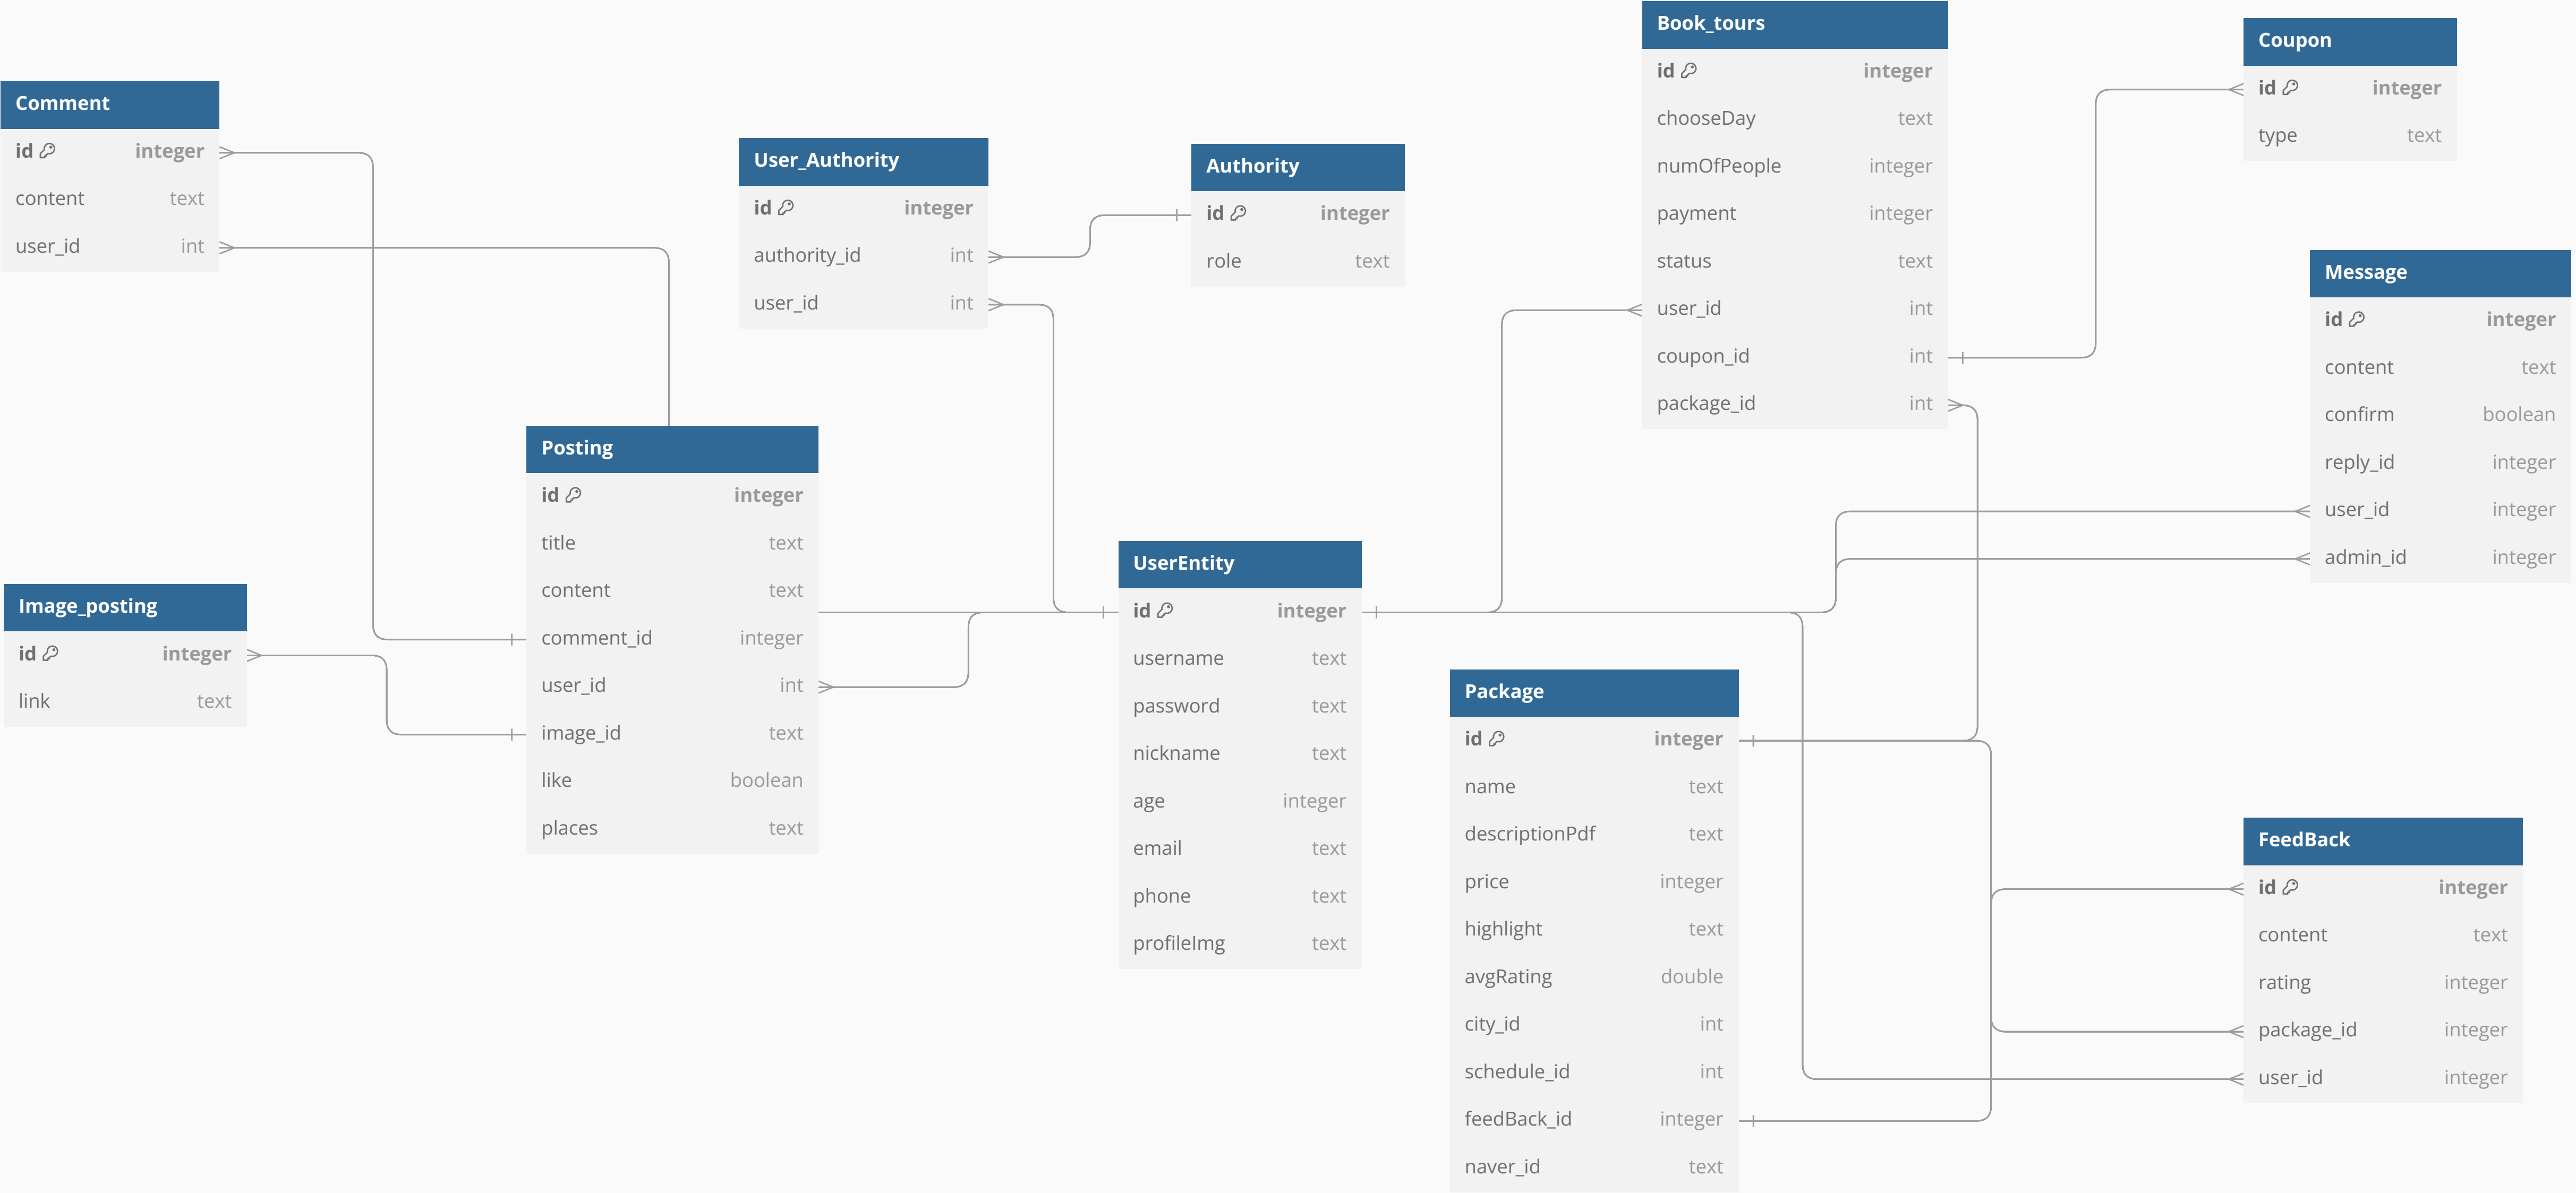 Comment
id integer
content text
user_id int
Image_posting
id integer
link text
Posting
id integer
title text
content text
comment_id integer
user_id int
image_id text
like boolean
places text
User_Authority
id integer
authority_id int
user_id int
Authority
id integer
role text
UserEntity
id integer
username text
password text
nickname text
age integer
email text
phone text
profileImg text
Book_tours
id integer
chooseDay text
numOfPeople integer
payment integer
status text
user_id int
coupon_id int
package_id int
Package
id integer
name text
descriptionPdf text
price integer
highlight text
avgRating double
city_id int
schedule_id int
feedBack_id integer
naver_id text
Coupon
id integer
type text
Message
id integer
content text
confirm boolean
reply_id integer
user_id integer
admin_id integer
FeedBack
id integer
content text
rating integer
package_id integer
user_id integer